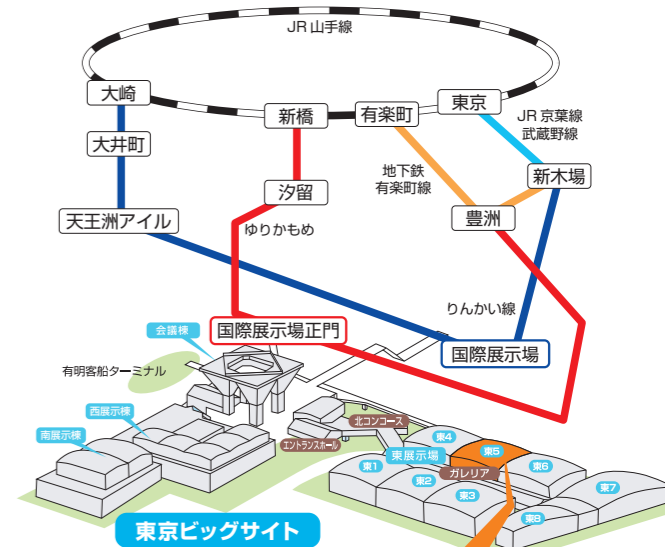 JR山手線
大崎
新橋
有楽町
東京
大井町
JR京葉線
武蔵野線
地下鉄
有楽町線
新木場
汐留
天王洲アイル
ゆりかもめ
豊洲
りんかい線
会議棟
国際展示場正門
国際展示場
有明客船ターミナル
西展示棟
南展示棟
北コンコース
エントランスホール
東展示場
ガレリア
東4
東5
東6
東1
東2
東3
東7
東8
東京ビッグサイト